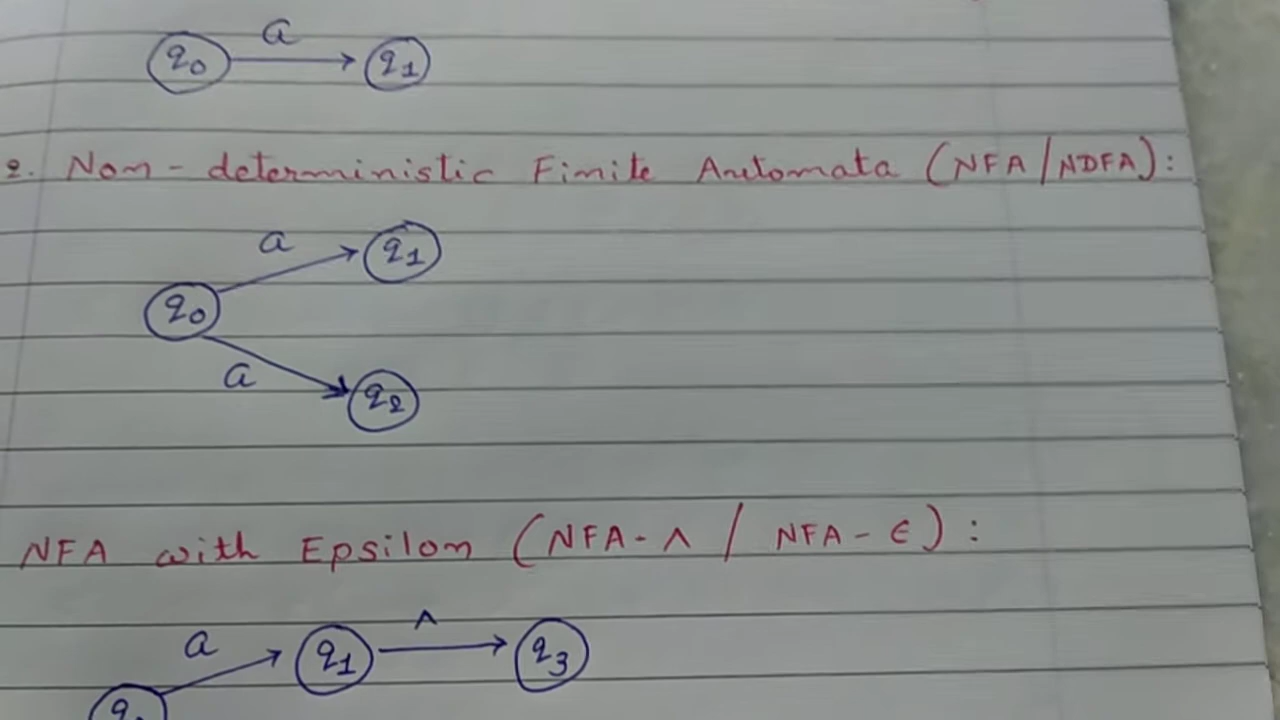 a
q0 q1
2. Non-deterministic Finite Automata (NFA/NDFA):
a q1
q0
a q2
NFA with Epsilon (NFA-Λ / NFA-ϵ):
a q1 Λ q3